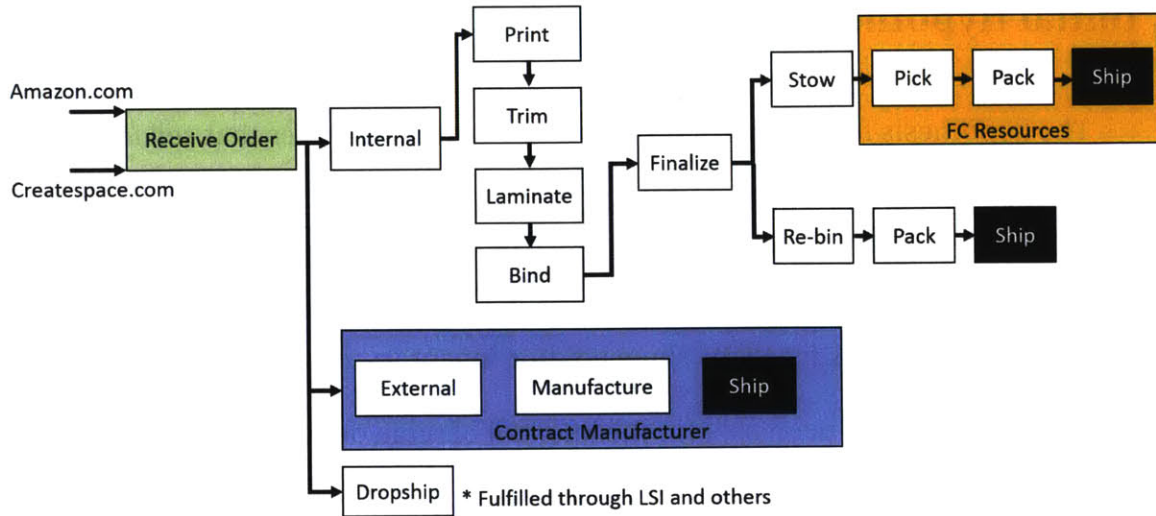 Amazon.com
Createspace.com
Receive Order
Internal
Print
Trim
Laminate
Bind
Finalize
Stow
Pick
Pack
Ship
FC Resources
Re-bin
Pack
Ship
External
Manufacture
Ship
Contract Manufacturer
Dropship
* Fulfilled through LSI and others